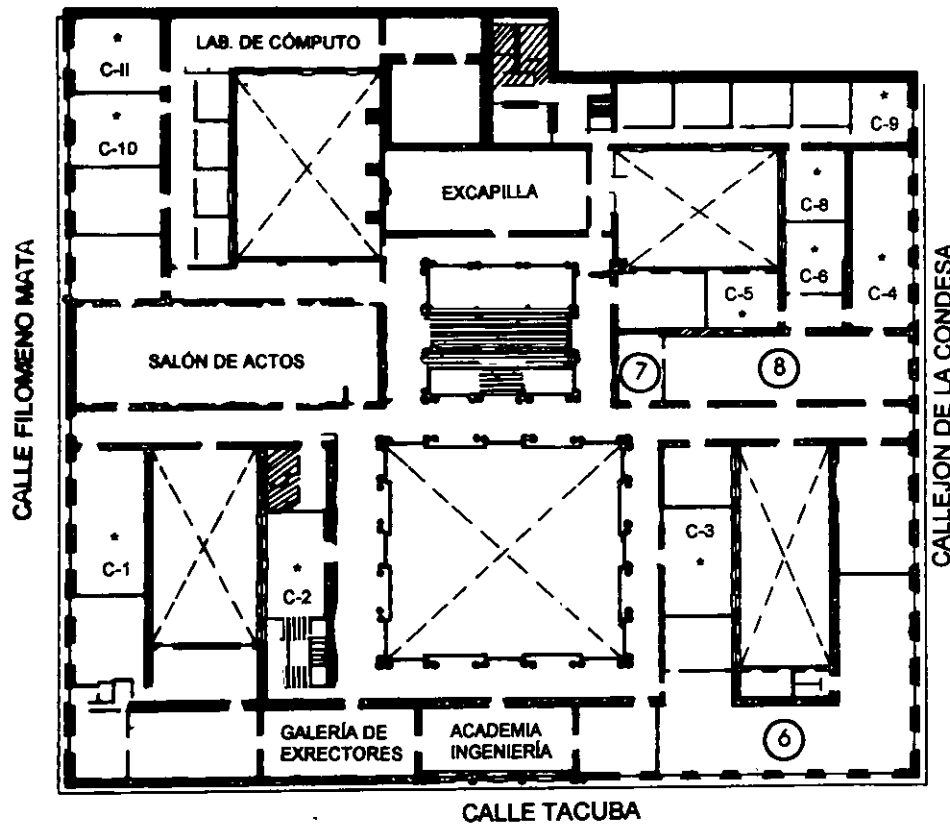 LAB. DE CÓMPUTO
*
C-II
*
C-9
*
C-10
EXCAPILLA
*
C-8
*
C-6
*
C-4
C-5
*
SALÓN DE ACTOS
7
8
CALLE FILOMENO MATA
CALLEJON DE LA CONDESA
*
C-1
*
C-2
C-3
*
GALERÍA DE
EXRECTORES
ACADEMIA
INGENIERÍA
6
CALLE TACUBA